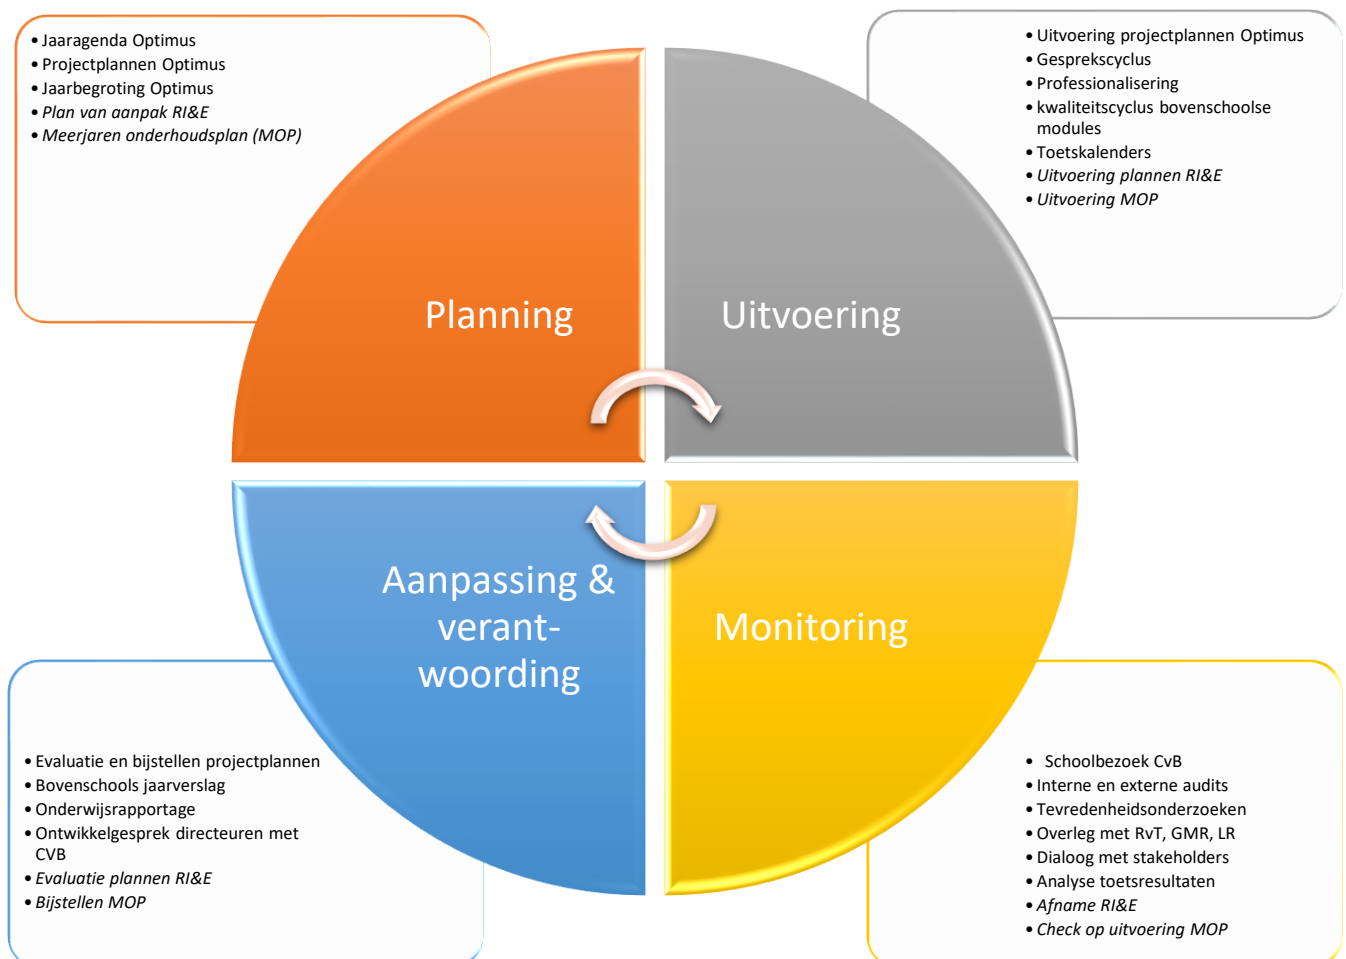 • Jaaragenda Optimus
• Projectplannen Optimus
• Jaarbegroting Optimus
• Plan van aanpak RI&E
• Meerjaren onderhoudsplan (MOP)
• Uitvoering projectplannen Optimus
• Gesprekscyclus
• Professionalisering
• kwaliteitscyclus bovenschoolse
modules
• Toetskalenders
• Uitvoering plannen RI&E
• Uitvoering MOP
Planning
Uitvoering
Aanpassing &
verant-
woording
Monitoring
• Evaluatie en bijstellen projectplannen
• Bovenschools jaarverslag
• Onderwijsrapportage
• Ontwikkelgesprek directeuren met
CVB
• Evaluatie plannen RI&E
• Bijstellen MOP
• Schoolbezoek CvB
• Interne en externe audits
• Tevredenheidsonderzoeken
• Overleg met RvT, GMR, LR
• Dialoog met stakeholders
• Analyse toetsresultaten
• Afname RI&E
• Check op uitvoering MOP